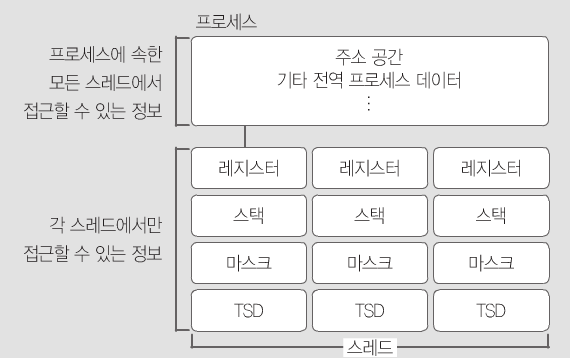 프로세스
프로세스에 속한
모든 스레드에서
접근할 수 있는 정보
주소 공간
기타 전역 프로세스 데이터
⋮
각 스레드에서만
접근할 수 있는 정보
레지스터 레지스터 레지스터
스택 스택 스택
마스크 마스크 마스크
TSD TSD TSD
스레드